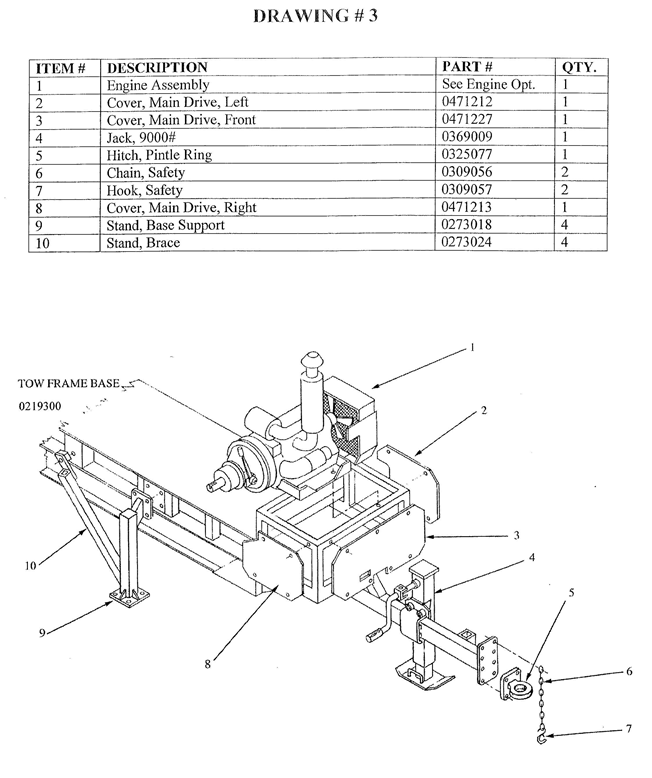 DRAWING # 3
ITEM # DESCRIPTION PART # QTY.
1 Engine Assembly See Engine Opt. 1
2 Cover, Main Drive, Left 0471212 1
3 Cover, Main Drive, Front 0471227 1
4 Jack, 9000# 0369009 1
5 Hitch, Pintle Ring 0325077 1
6 Chain, Safety 0309056 2
7 Hook, Safety 0309057 2
8 Cover, Main Drive, Right 0471213 1
9 Stand, Base Support 0273018 4
10 Stand, Brace 0273024 4
1
TOW FRAME BASE
0219300
2
3
4
10
5
9
8
6
7